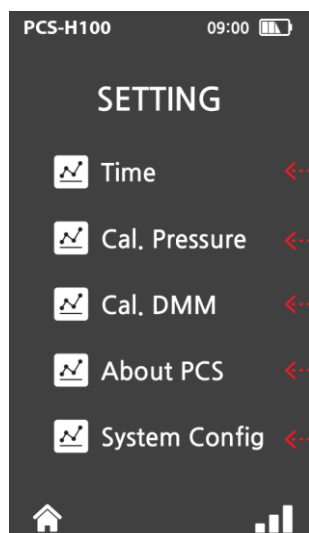 PCS-H100 09:00
SETTING
Time
Cal. Pressure
Cal. DMM
About PCS
System Config